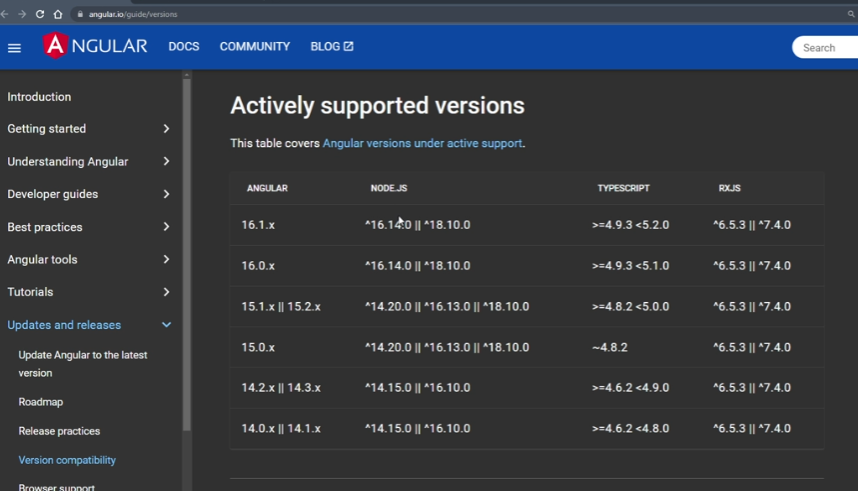 angular.io/guide/versions
ANGULAR
DOCS
COMMUNITY
BLOG
Search
Introduction
Getting started
Understanding Angular
Developer guides
Best practices
Angular tools
Tutorials
Updates and releases
Update Angular to the latest
version
Roadmap
Release practices
Version compatibility
Browser support
Actively supported versions
This table covers Angular versions under active support.
ANGULAR NODE.JS TYPESCRIPT RXJS
16.1.x ^16.14.0 || ^18.10.0 >=4.9.3 <5.2.0 ^6.5.3 || ^7.4.0
16.0.x ^16.14.0 || ^18.10.0 >=4.9.3 <5.1.0 ^6.5.3 || ^7.4.0
15.1.x || 15.2.x ^14.20.0 || ^16.13.0 || ^18.10.0 >=4.8.2 <5.0.0 ^6.5.3 || ^7.4.0
15.0.x ^14.20.0 || ^16.13.0 || ^18.10.0 ~4.8.2 ^6.5.3 || ^7.4.0
14.2.x || 14.3.x ^14.15.0 || ^16.10.0 >=4.6.2 <4.9.0 ^6.5.3 || ^7.4.0
14.0.x || 14.1.x ^14.15.0 || ^16.10.0 >=4.6.2 <4.8.0 ^6.5.3 || ^7.4.0